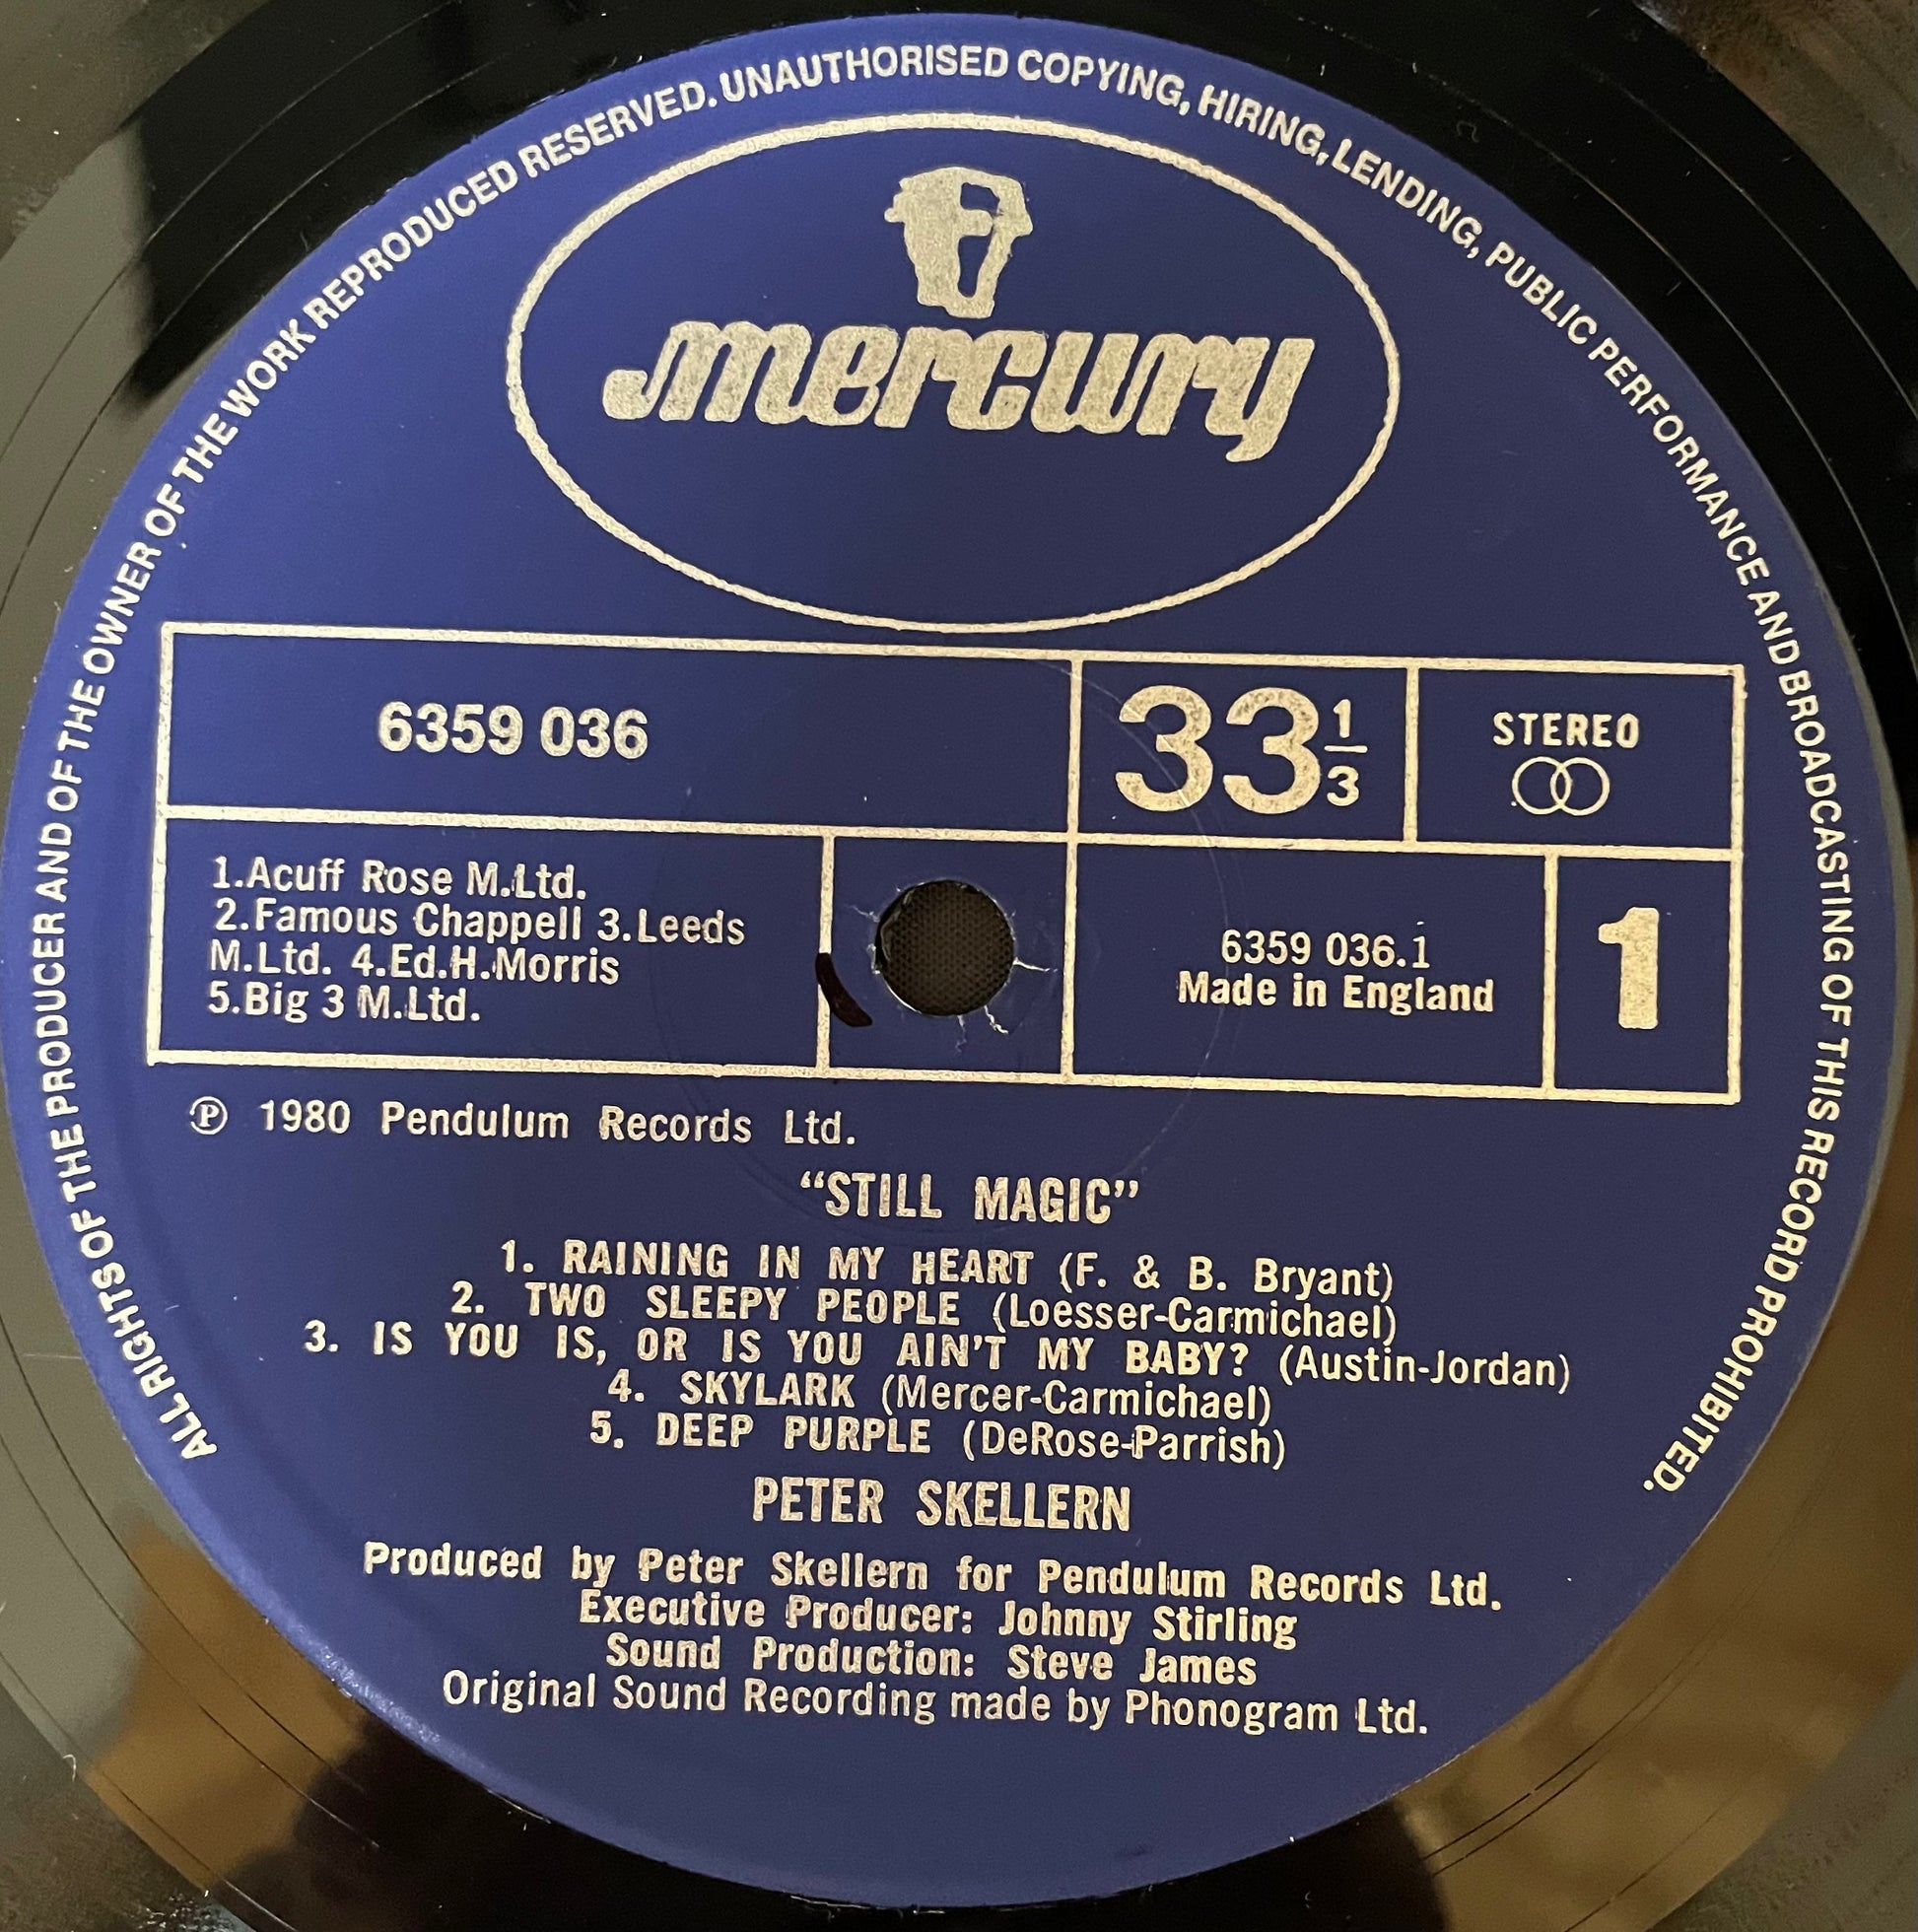 ALL RIGHTS OF THE PRODUCER AND OF THE OWNER OF THE WORK REPRODUCED RESERVED. UNAUTHORISED COPYING, HIRING, LENDING, PUBLIC PERFORMANCE AND BROADCASTING OF THIS RECORD PROHIBITED.
mercury
6359 036
33 1/3
STEREO
1.Acuff Rose M.Ltd.
2.Famous Chappell 3.Leeds
M.Ltd. 4.Ed.H.Morris
5.Big 3 M.Ltd.
6359 036.1
Made in England
1
℗ 1980 Pendulum Records Ltd.
“STILL MAGIC”
1. RAINING IN MY HEART (F. & B. Bryant)
2. TWO SLEEPY PEOPLE (Loesser-Carmichael)
3. IS YOU IS, OR IS YOU AIN'T MY BABY? (Austin-Jordan)
4. SKYLARK (Mercer-Carmichael)
5. DEEP PURPLE (DeRose-Parrish)
PETER SKELLERN
Produced by Peter Skellern for Pendulum Records Ltd.
Executive Producer: Johnny Stirling
Sound Production: Steve James
Original Sound Recording made by Phonogram Ltd.